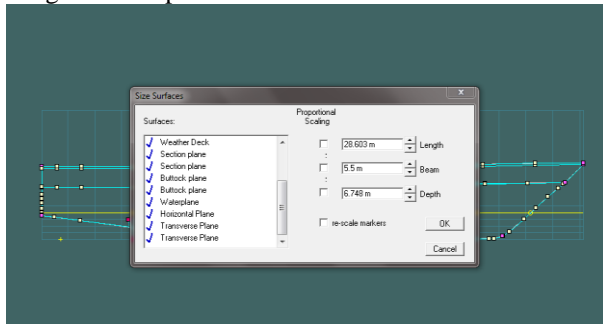 Size Surfaces
x
Surfaces:
Proportional
Scaling
Weather Deck
Section plane
Section plane
Buttock plane
Buttock plane
Waterplane
Horizontal Plane
Transverse Plane
Transverse Plane
28.603 m Length
:
5.5 m Beam
:
6.748 m Depth
re-scale markers
OK
Cancel